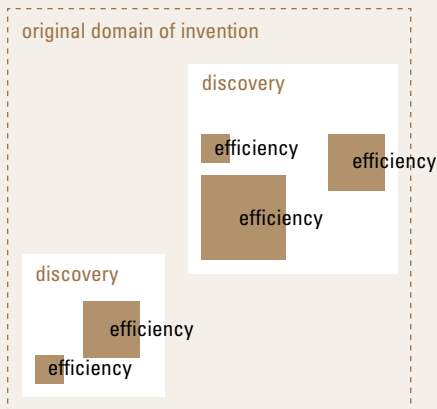 original domain of invention
discovery
efficiency
efficiency
efficiency
discovery
efficiency
efficiency